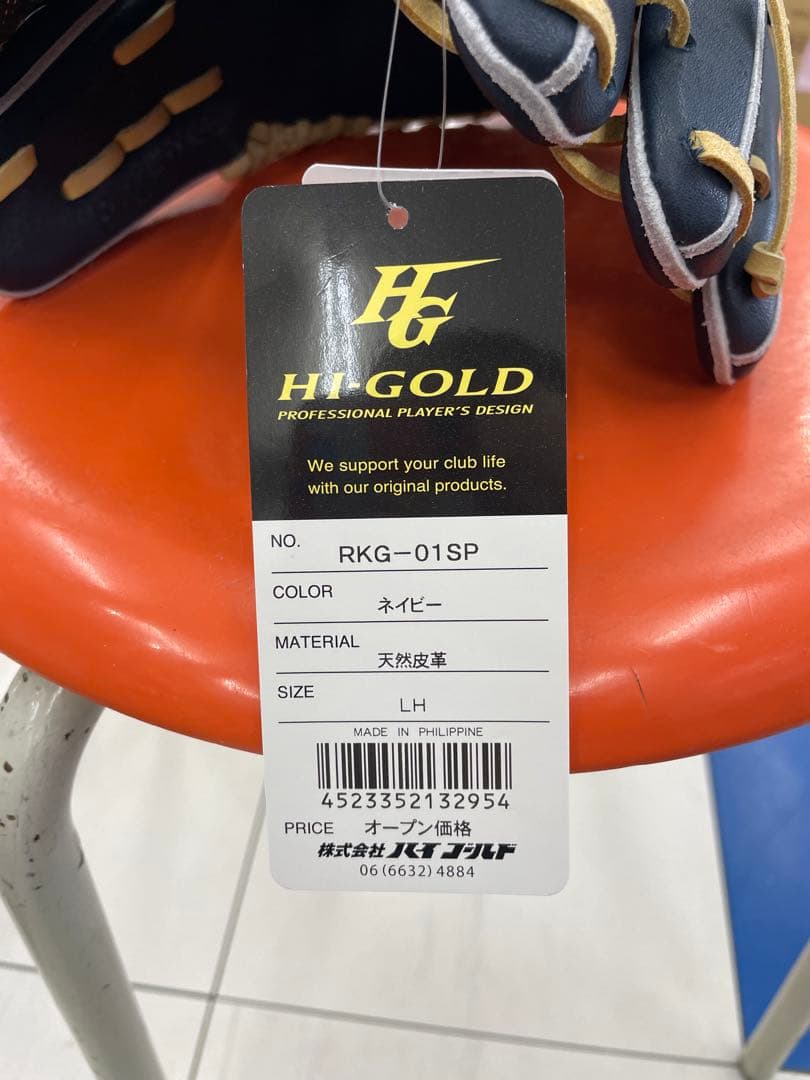 HG
HI-GOLD
PROFESSIONAL PLAYER'S DESIGN
We support your club life
with our original products.
NO. RKG-01SP
COLOR ネイビー
MATERIAL 天然皮革
SIZE LH
MADE IN PHILIPPINE
4523352132954
PRICE オープン価格
株式会社 ハイゴールド
06(6632)4884